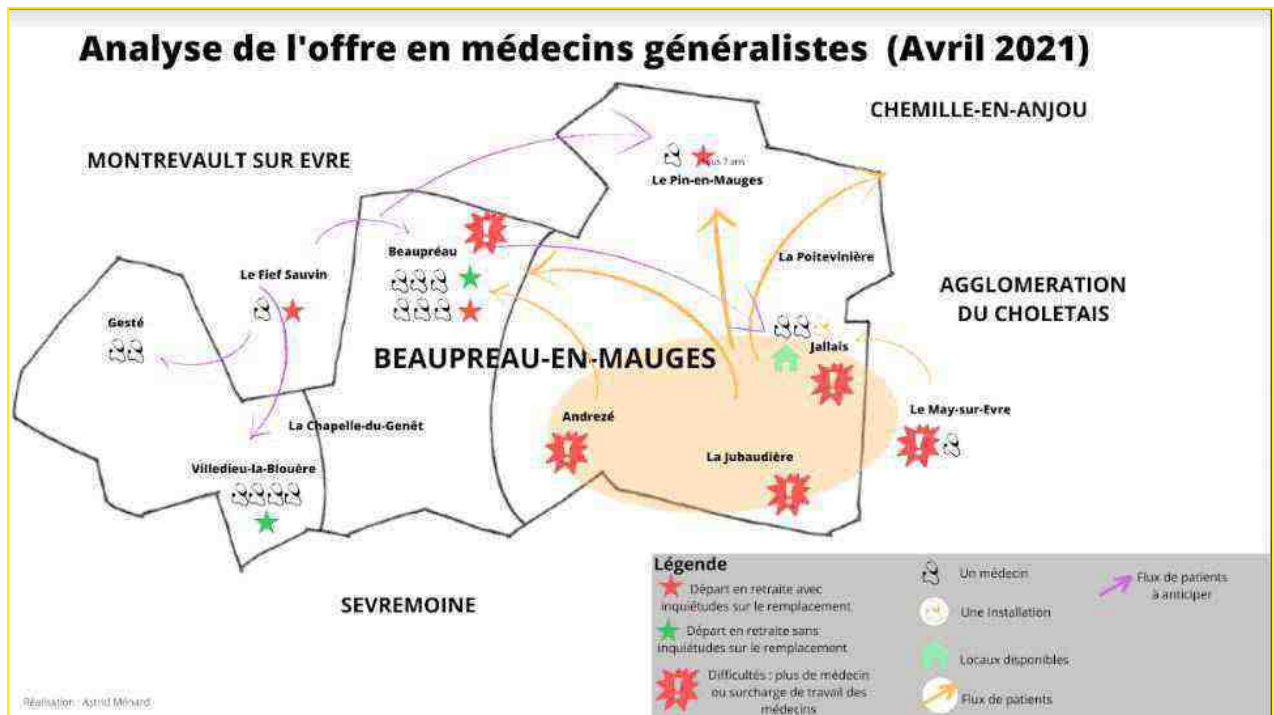 Analyse de l'offre en médecins généralistes (Avril 2021)
CHEMILLE-EN-ANJOU
MONTREVAULT SUR EVRE
Le Pin-en-Mauges
Beaupréau
La Poitevinière
Le Fief Sauvin
AGGLOMERATION
DU CHOLETAIS
Gesté
Jallais
BEAUPREAU-EN-MAUGES
Andrezé
Le May-sur-Evre
La Chapelle-du-Genêt
La Jubaudière
Villedieu-la-Blouère
SEVREMOINE
Légende
Départ en retraite avec
inquiétudes sur le remplacement
Départ en retraite sans
inquiétudes sur le remplacement
Difficultés : plus de médecin
ou surcharge de travail des
médecins
Un médecin
Une Installation
Locaux disponibles
Flux de patients
Flux de patients
à anticiper
Réalisation : Astrid Ménard